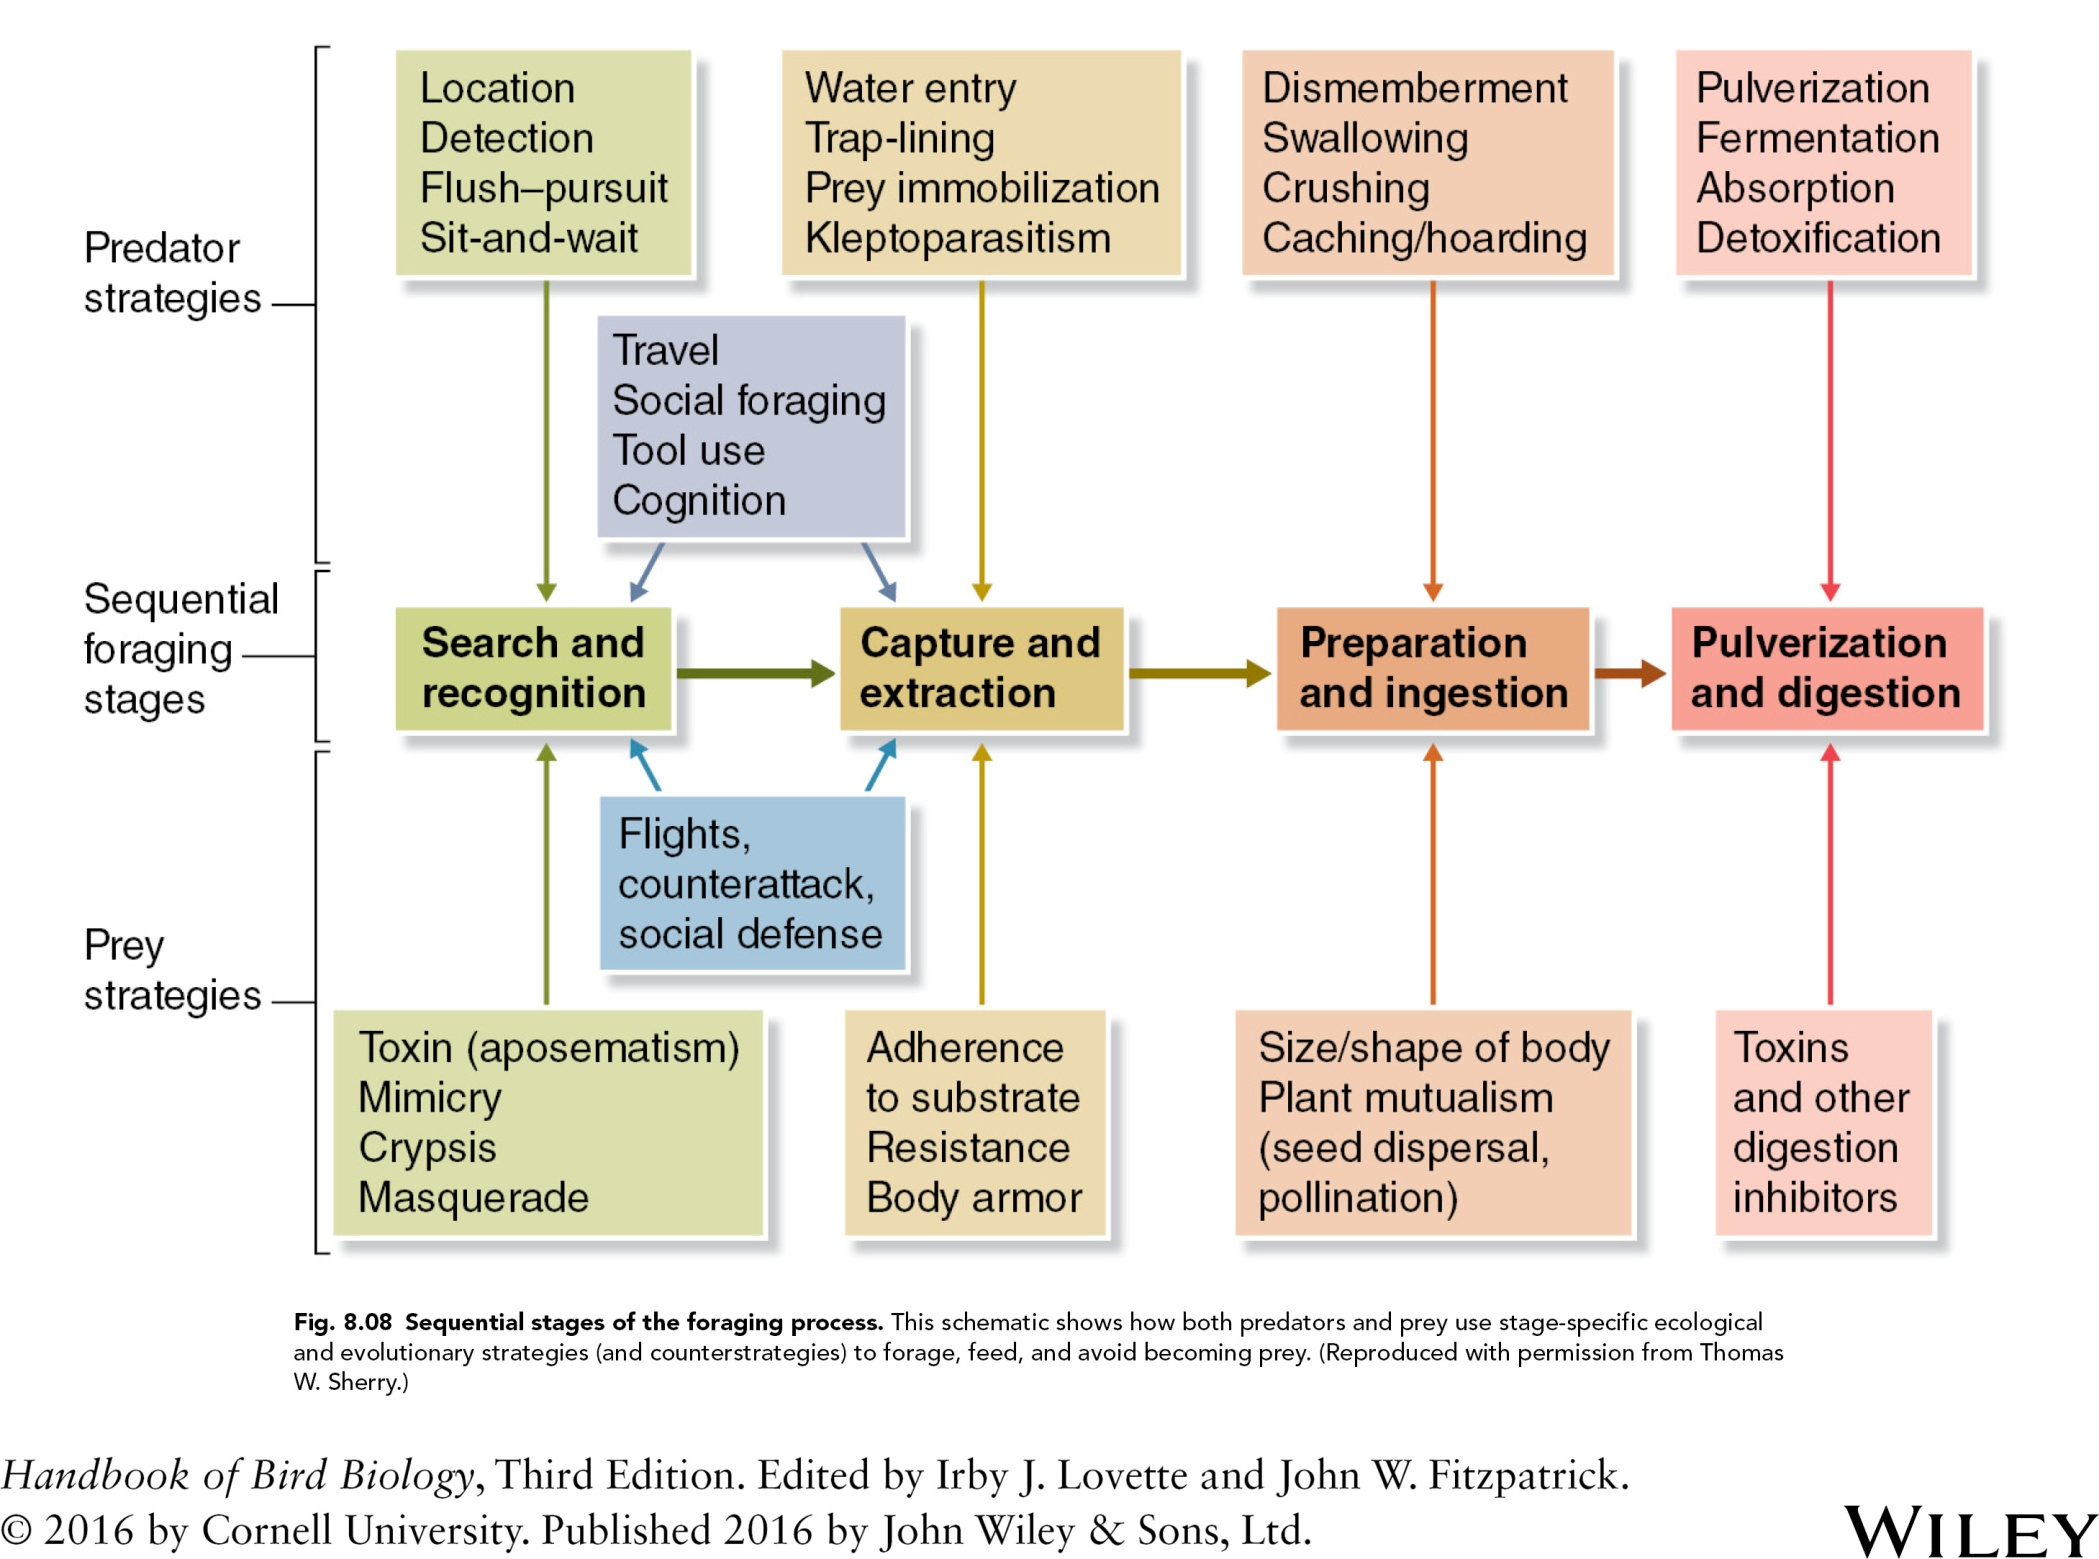 Predator
strategies
Location
Detection
Flush–pursuit
Sit-and-wait
Water entry
Trap-lining
Prey immobilization
Kleptoparasitism
Dismemberment
Swallowing
Crushing
Caching/hoarding
Pulverization
Fermentation
Absorption
Detoxification
Travel
Social foraging
Tool use
Cognition
Sequential
foraging
stages
Search and
recognition
Capture and
extraction
Preparation
and ingestion
Pulverization
and digestion
Prey
strategies
Flights,
counterattack,
social defense
Toxin (aposematism)
Mimicry
Crypsis
Masquerade
Adherence
to substrate
Resistance
Body armor
Size/shape of body
Plant mutualism
(seed dispersal,
pollination)
Toxins
and other
digestion
inhibitors
Fig. 8.08 Sequential stages of the foraging process. This schematic shows how both predators and prey use stage-specific ecological
and evolutionary strategies (and counterstrategies) to forage, feed, and avoid becoming prey. (Reproduced with permission from Thomas
W. Sherry.)
Handbook of Bird Biology, Third Edition. Edited by Irby J. Lovette and John W. Fitzpatrick.
© 2016 by Cornell University. Published 2016 by John Wiley & Sons, Ltd.
WILEY